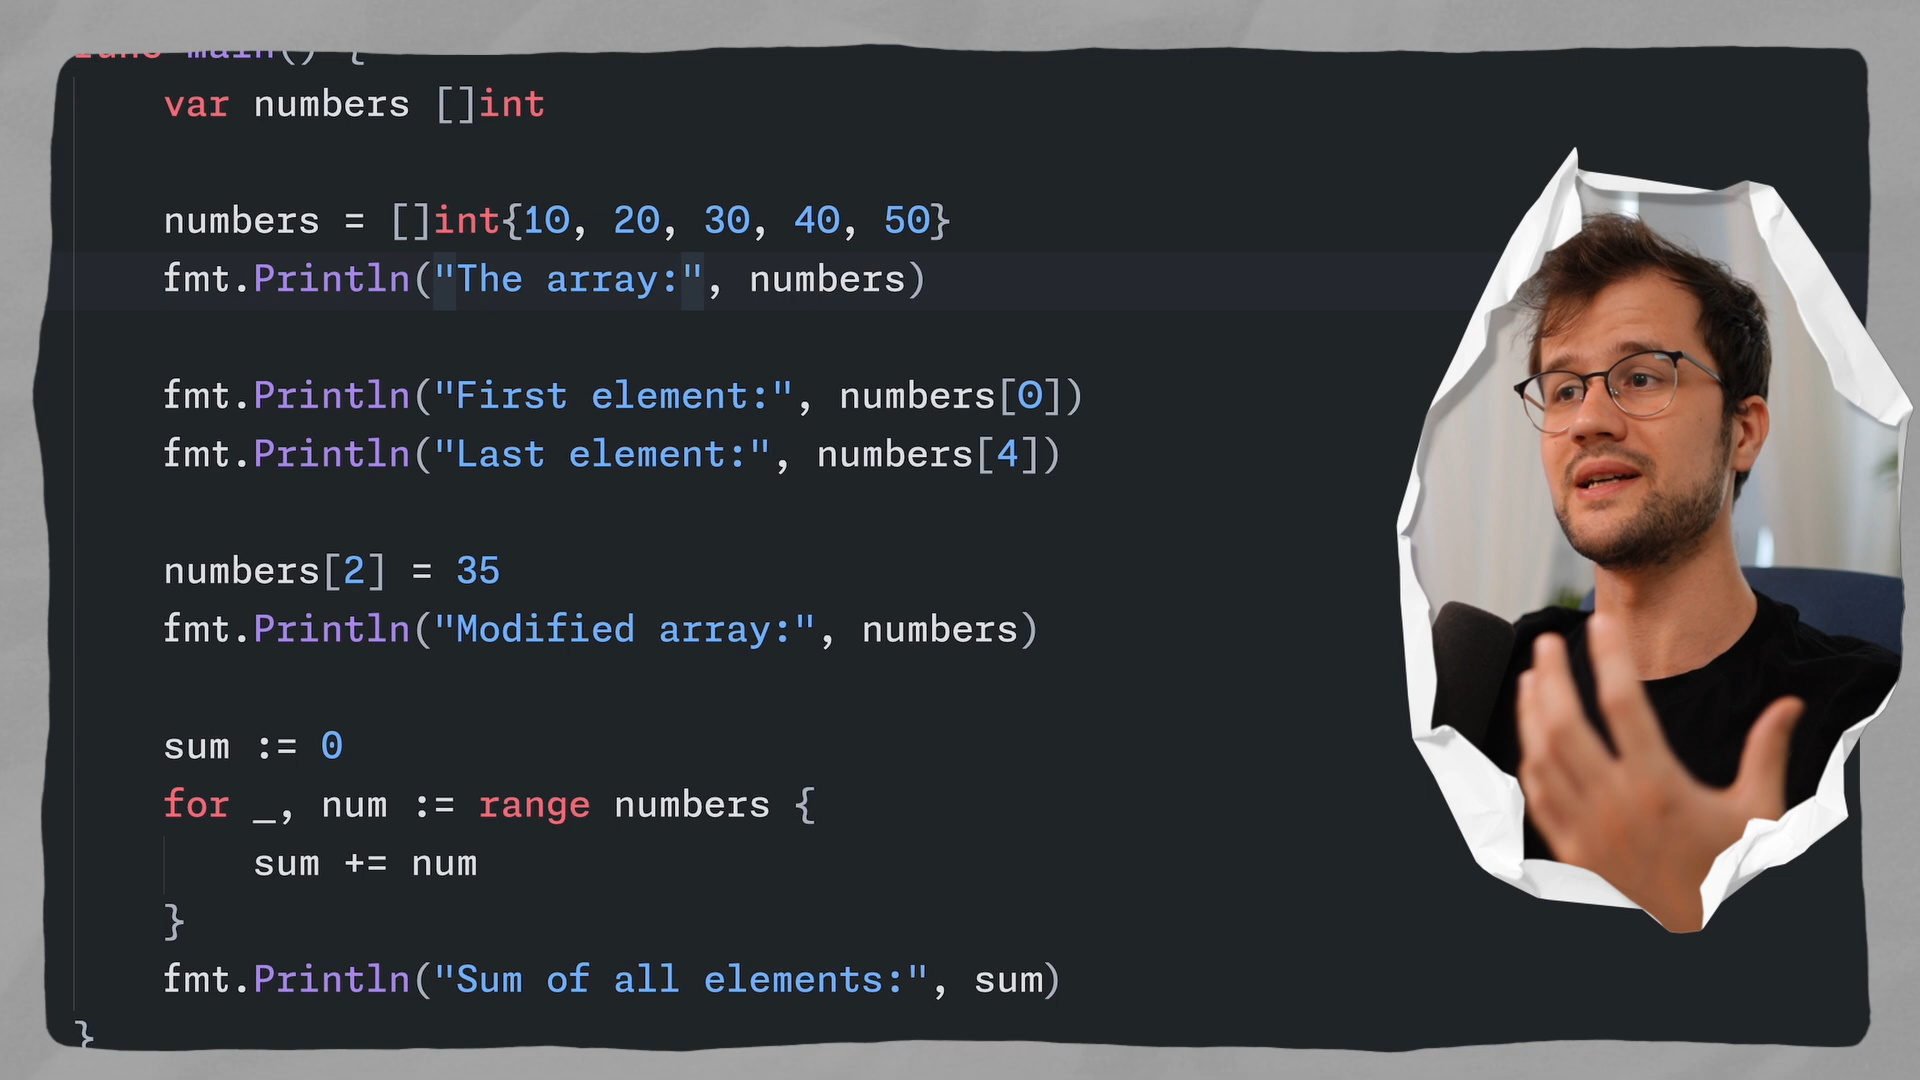 func main() {
var numbers []int
numbers = []int{10, 20, 30, 40, 50}
fmt.Println("The array:", numbers)
fmt.Println("First element:", numbers[0])
fmt.Println("Last element:", numbers[4])
numbers[2] = 35
fmt.Println("Modified array:", numbers)
sum := 0
for _, num := range numbers {
sum += num
}
fmt.Println("Sum of all elements:", sum)
}